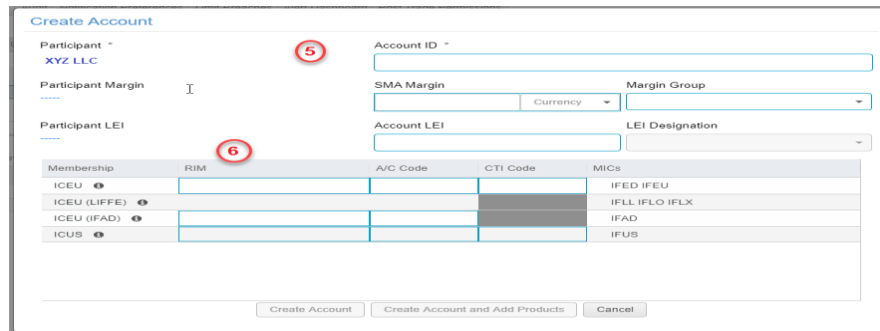 Create Account
Participant * 5 Account ID *
XYZ LLC
Participant Margin SMA Margin Margin Group
----- Currency
Participant LEI Account LEI LEI Designation
-----
6
Membership RIM A/C Code CTI Code MICs
ICEU IFED IFEU
ICEU (LIFFE) IFLL IFLO IFLX
ICEU (IFAD) IFAD
ICUS IFUS
Create Account Create Account and Add Products Cancel